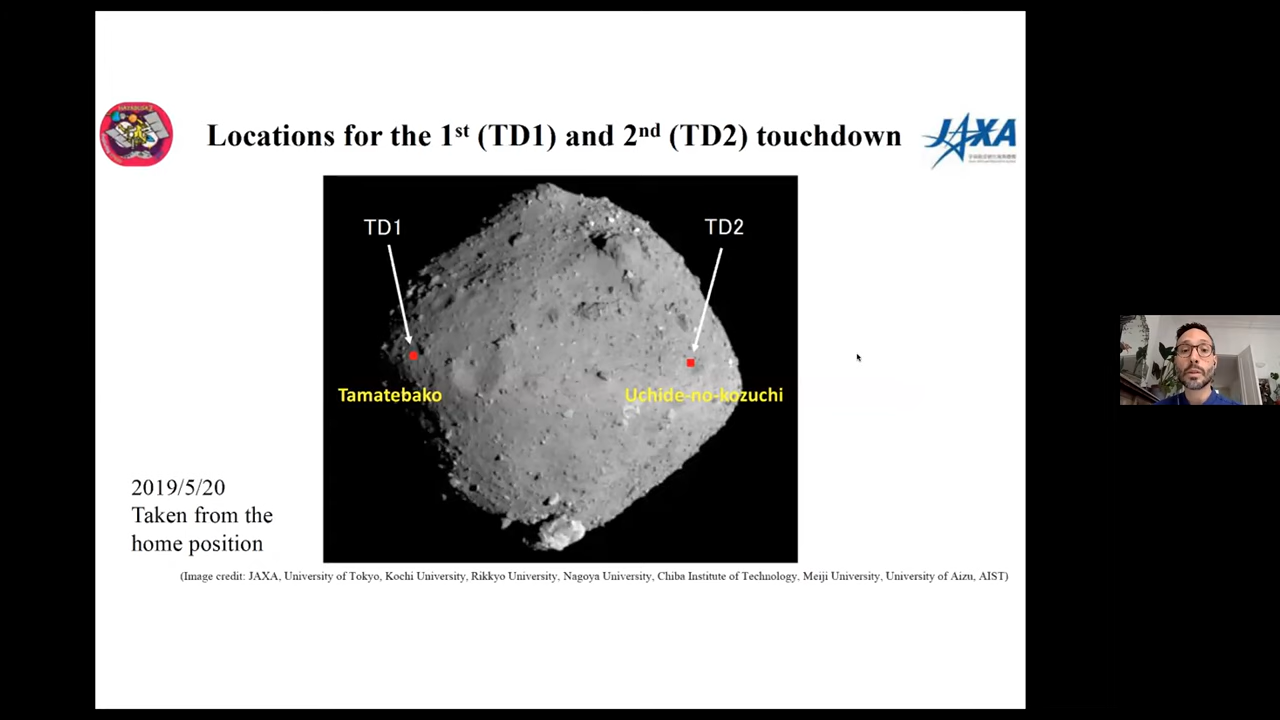 Locations for the 1st (TD1) and 2nd (TD2) touchdown
JAXA
TD1
TD2
Tamatebako
Uchide-no-kozuchi
2019/5/20
Taken from the
home position
(Image credit: JAXA, University of Tokyo, Kochi University, Rikkyo University, Nagoya University, Chiba Institute of Technology, Meiji University, University of Aizu, AIST)